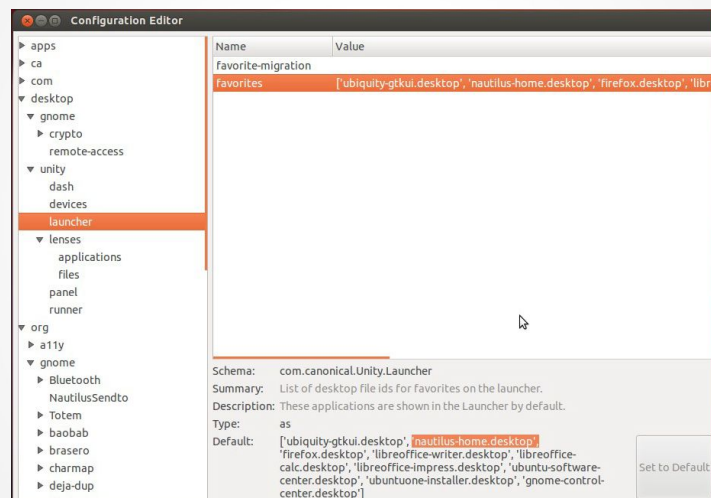 Configuration Editor
apps
ca
com
desktop
gnome
crypto
remote-access
unity
dash
devices
launcher
lenses
applications
files
panel
runner
org
a11y
gnome
Bluetooth
NautilusSendto
Totem
baobab
brasero
charmap
deja-dup
Name Value
favorite-migration
favorites ['ubiquity-gtkui.desktop', 'nautilus-home.desktop', 'firefox.desktop', 'libr
Schema: com.canonical.Unity.Launcher
Summary: List of desktop file ids for favorites on the launcher.
Description: These applications are shown in the Launcher by default.
Type: as
Default: ['ubiquity-gtkui.desktop', 'nautilus-home.desktop',
'firefox.desktop', 'libreoffice-writer.desktop', 'libreoffice-
calc.desktop', 'libreoffice-impress.desktop', 'ubuntu-software-
center.desktop', 'ubuntuone-installer.desktop', 'gnome-control-
center.desktop']
Set to Default